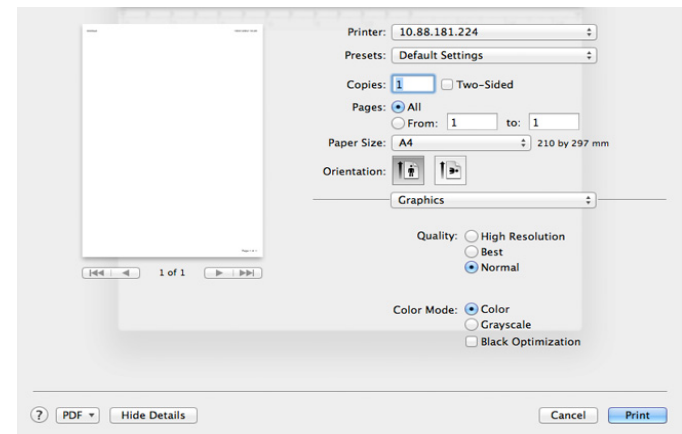 Printer: 10.88.181.224
Presets: Default Settings
Copies: 1 Two-Sided
Pages: All
From: 1 to: 1
Paper Size: A4 210 by 297 mm
Orientation:
Graphics
Quality: High Resolution
Best
Normal
1 of 1
Color Mode: Color
Grayscale
Black Optimization
? PDF Hide Details Cancel Print